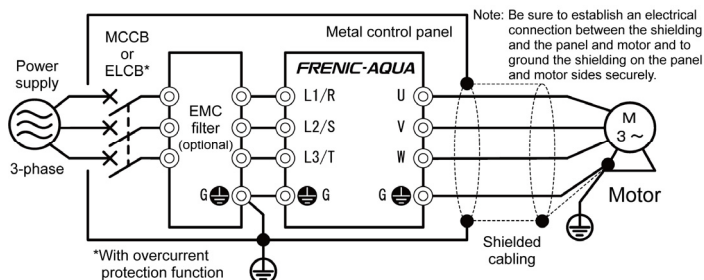 MCCB
or
ELCB*
Metal control panel
Note: Be sure to establish an electrical
connection between the shielding
and the panel and motor and to
ground the shielding on the panel
and motor sides securely.
Power
supply
3-phase
EMC
filter
(optional)
G
FRENIC-AQUA
L1/R
L2/S
L3/T
G
U
V
W
G
M
3 ~
Motor
Shielded
cabling
*With overcurrent
protection function